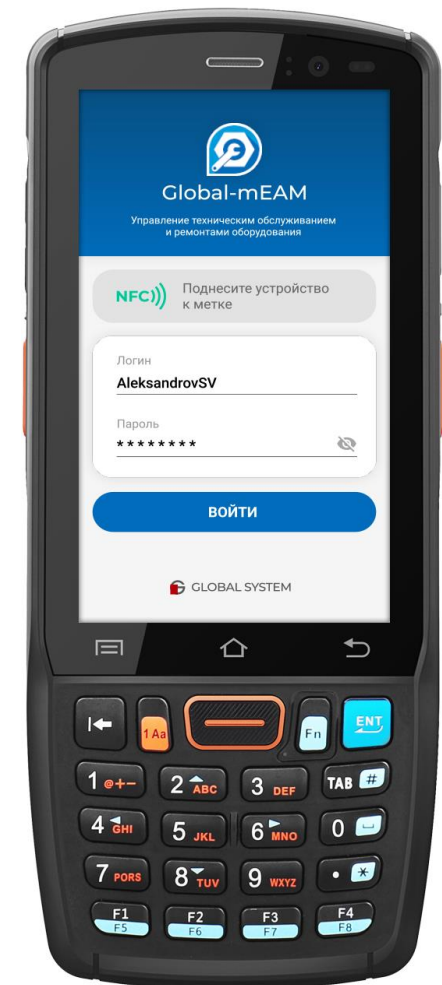 Global-mEAM
Управление техническим обслуживанием
и ремонтами оборудования
NFC
Поднесите устройство
к метке
Логин
AleksandrovSV
Пароль
********
ВОЙТИ
GLOBAL SYSTEM
1Aa Fn ENT
1 @+- 2 ABC 3 DEF TAB #
4 GHI 5 JKL 6 MNO 0
7 PQRS 8 TUV 9 WXYZ . *
F1 F2 F3 F4
F5 F6 F7 F8